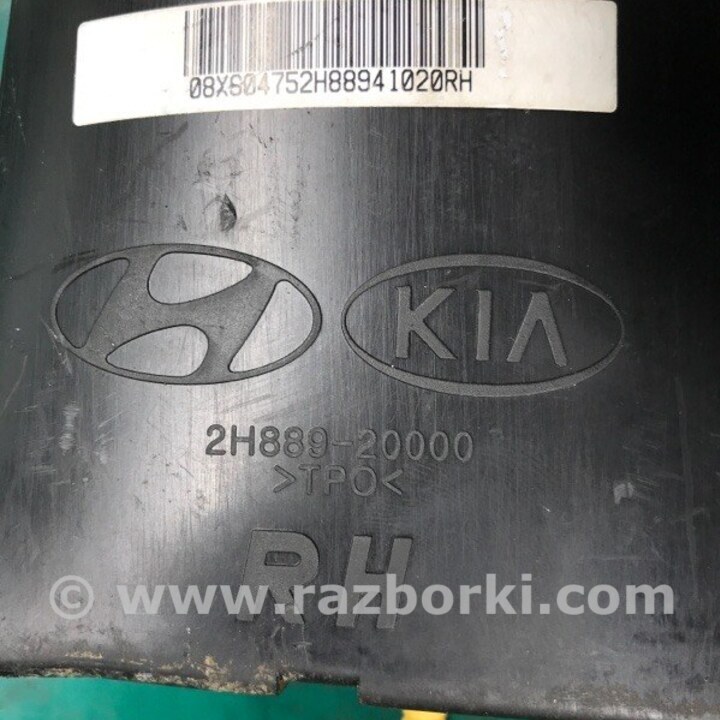 08X604752H88941020RH
KIA
2H889-20000
>TPO<
RH
© www.razborki.com